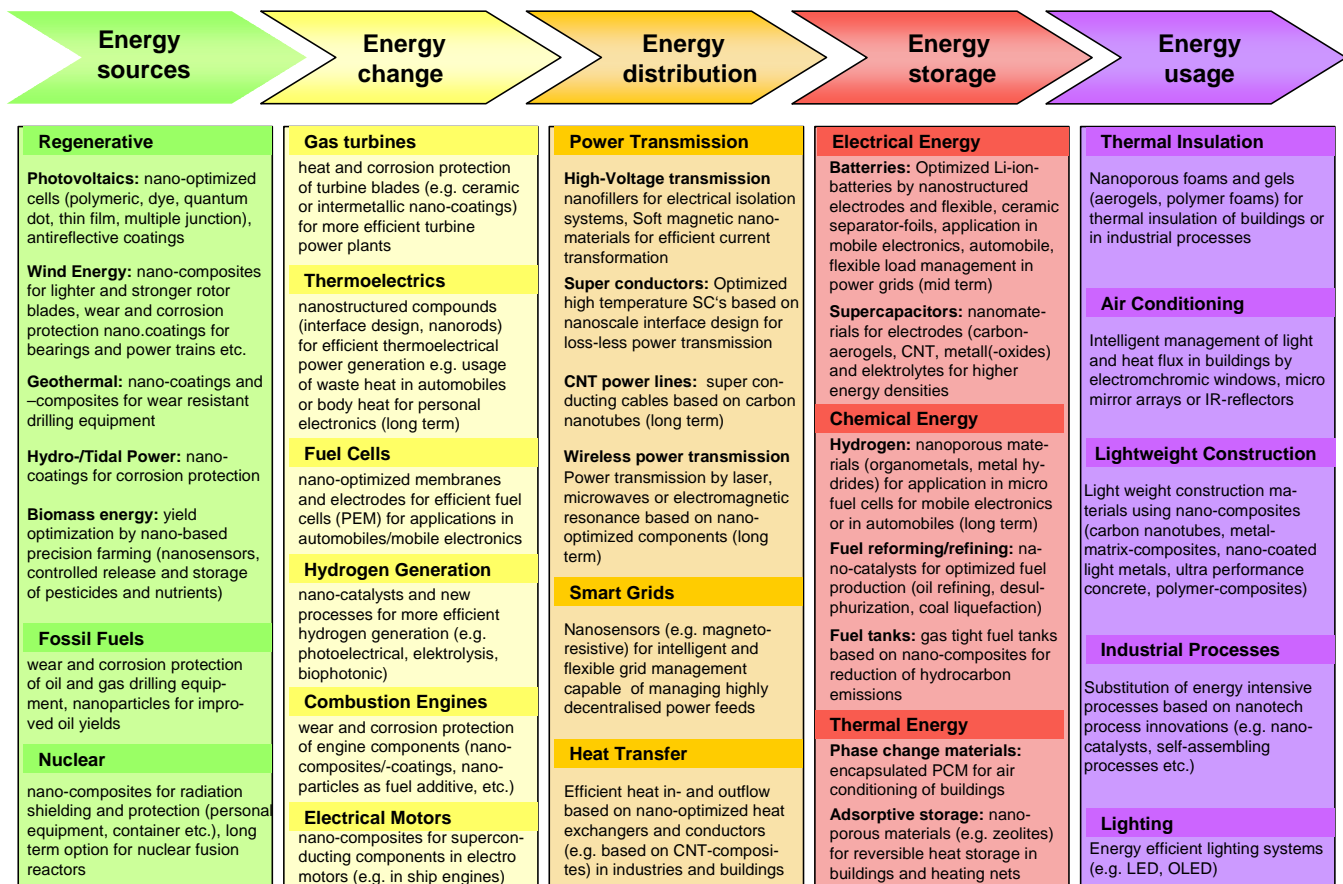 Energy
sources
Energy
change
Energy
distribution
Energy
storage
Energy
usage
Regenerative
Photovoltaics: nano-optimized
cells (polymeric, dye, quantum
dot, thin film, multiple junction),
antireflective coatings
Wind Energy: nano-composites
for lighter and stronger rotor
blades, wear and corrosion
protection nano.coatings for
bearings and power trains etc.
Geothermal: nano-coatings and
–composites for wear resistant
drilling equipment
Hydro-/Tidal Power: nano-
coatings for corrosion protection
Biomass energy: yield
optimization by nano-based
precision farming (nanosensors,
controlled release and storage
of pesticides and nutrients)
Fossil Fuels
wear and corrosion protection
of oil and gas drilling equip-
ment, nanoparticles for impro-
ved oil yields
Nuclear
nano-composites for radiation
shielding and protection (personal
equipment, container etc.), long
term option for nuclear fusion
reactors
Gas turbines
heat and corrosion protection
of turbine blades (e.g. ceramic
or intermetallic nano-coatings)
for more efficient turbine
power plants
Thermoelectrics
nanostructured compounds
(interface design, nanorods)
for efficient thermoelectrical
power generation e.g. usage
of waste heat in automobiles
or body heat for personal
electronics (long term)
Fuel Cells
nano-optimized membranes
and electrodes for efficient fuel
cells (PEM) for applications in
automobiles/mobile electronics
Hydrogen Generation
nano-catalysts and new
processes for more efficient
hydrogen generation (e.g.
photoelectrical, elektrolysis,
biophotonic)
Combustion Engines
wear and corrosion protection
of engine components (nano-
composites/-coatings, nano-
particles as fuel additive, etc.)
Electrical Motors
nano-composites for supercon-
ducting components in electro
motors (e.g. in ship engines)
Power Transmission
High-Voltage transmission
nanofillers for electrical isolation
systems, Soft magnetic nano-
materials for efficient current
transformation
Super conductors: Optimized
high temperature SC‘s based on
nanoscale interface design for
loss-less power transmission
CNT power lines: super con-
ducting cables based on carbon
nanotubes (long term)
Wireless power transmission
Power transmission by laser,
microwaves or electromagnetic
resonance based on nano-
optimized components (long
term)
Smart Grids
Nanosensors (e.g. magneto-
resistive) for intelligent and
flexible grid management
capable of managing highly
decentralised power feeds
Heat Transfer
Efficient heat in- and outflow
based on nano-optimized heat
exchangers and conductors
(e.g. based on CNT-composi-
tes) in industries and buildings
Electrical Energy
Batterries: Optimized Li-ion-
batteries by nanostructured
electrodes and flexible, ceramic
separator-foils, application in
mobile electronics, automobile,
flexible load management in
power grids (mid term)
Supercapacitors: nanomate-
rials for electrodes (carbon-
aerogels, CNT, metall(-oxides)
and elektrolytes for higher
energy densities
Chemical Energy
Hydrogen: nanoporous mate-
rials (organometals, metal hy-
drides) for application in micro
fuel cells for mobile electronics
or in automobiles (long term)
Fuel reforming/refining: na-
no-catalysts for optimized fuel
production (oil refining, desul-
phurization, coal liquefaction)
Fuel tanks: gas tight fuel tanks
based on nano-composites for
reduction of hydrocarbon
emissions
Thermal Energy
Phase change materials:
encapsulated PCM for air
conditioning of buildings
Adsorptive storage: nano-
porous materials (e.g. zeolites)
for reversible heat storage in
buildings and heating nets
Thermal Insulation
Nanoporous foams and gels
(aerogels, polymer foams) for
thermal insulation of buildings or
in industrial processes
Air Conditioning
Intelligent management of light
and heat flux in buildings by
electromchromic windows, micro
mirror arrays or IR-reflectors
Lightweight Construction
Light weight construction ma-
terials using nano-composites
(carbon nanotubes, metal-
matrix-composites, nano-coated
light metals, ultra performance
concrete, polymer-composites)
Industrial Processes
Substitution of energy intensive
processes based on nanotech
process innovations (e.g. nano-
catalysts, self-assembling
processes etc.)
Lighting
Energy efficient lighting systems
(e.g. LED, OLED)